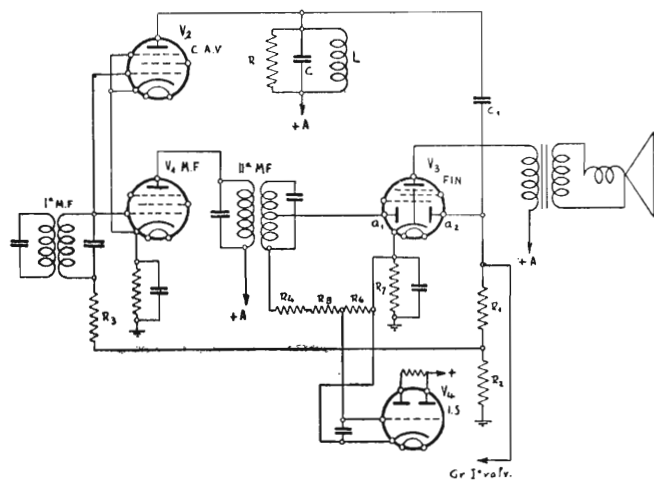 V2
C.A.V
R
C.
L
+A
C1
V1 M.F
IIª M.F
V3
FIN
Iª M.F
a1
a2
+A
R3
+A
R4
R8
R6
R7
R1
R2
+
V4
I.S
Gr Iª valv.